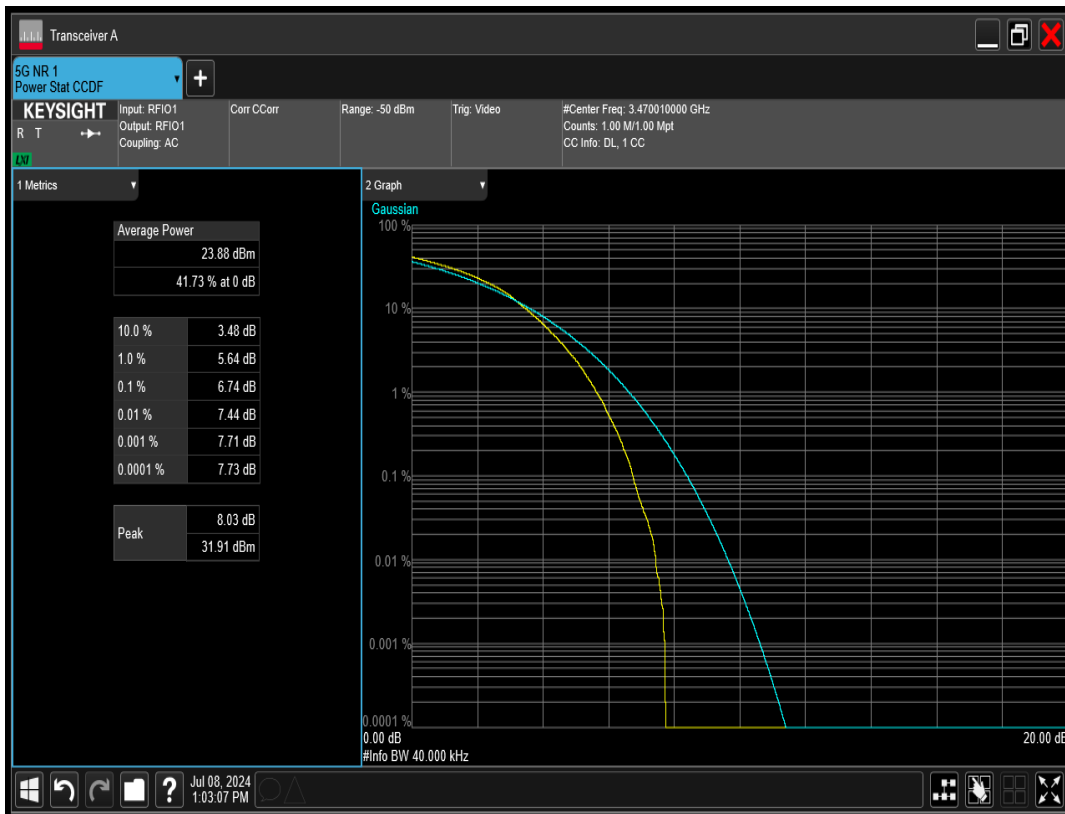 Transceiver A
5G NR 1
Power Stat CCDF
+
KEYSIGHT
R T
LXI
Input: RFIO1
Output: RFIO1
Coupling: AC
Corr CCorr
Range: -50 dBm
Trig: Video
#Center Freq: 3.470010000 GHz
Counts: 1.00 M/1.00 Mpt
CC Info: DL, 1 CC
1 Metrics
Average Power
23.88 dBm
41.73 % at 0 dB
10.0 % 3.48 dB
1.0 % 5.64 dB
0.1 % 6.74 dB
0.01 % 7.44 dB
0.001 % 7.71 dB
0.0001 % 7.73 dB
Peak
8.03 dB
31.91 dBm
2 Graph
Gaussian
100 %
10 %
1 %
0.1 %
0.01 %
0.001 %
0.0001 %
0.00 dB
20.00 dB
#Info BW 40.000 kHz
?
Jul 08, 2024
1:03:07 PM